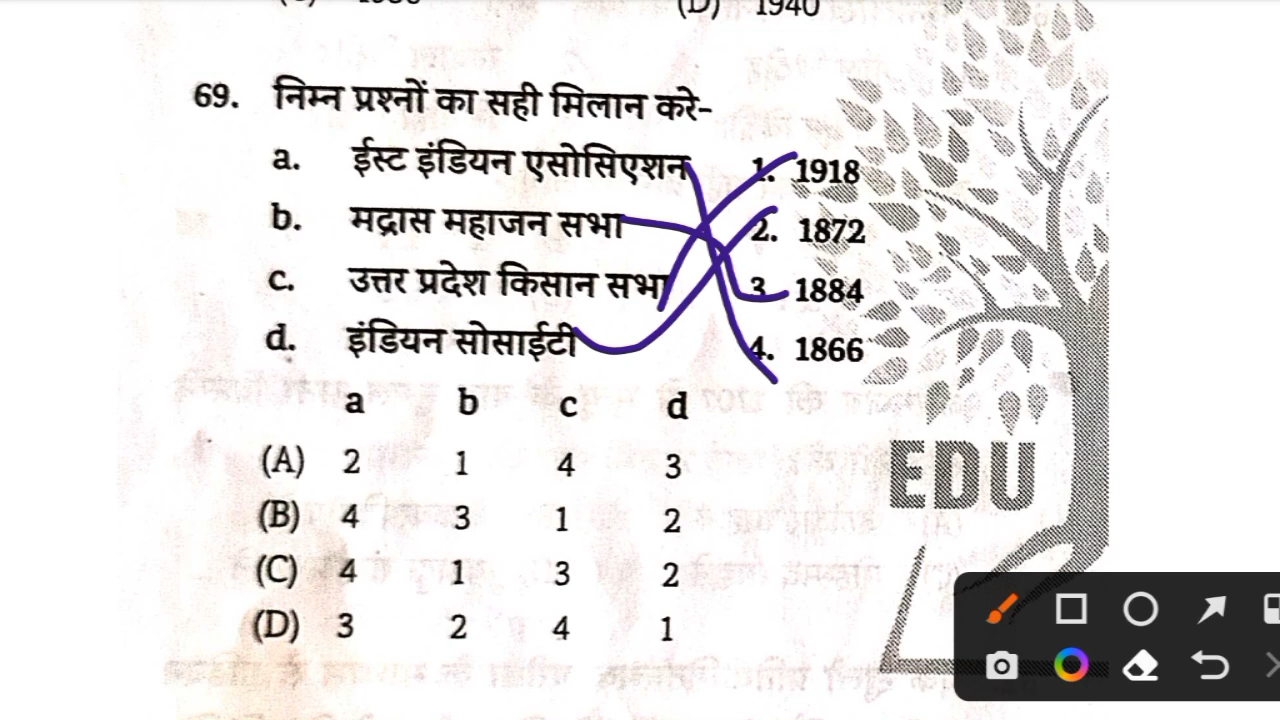 (D) 1940
69. निम्न प्रश्नों का सही मिलान करे-
a. ईस्ट इंडियन एसोसिएशन 1. 1918
b. मद्रास महाजन सभा 2. 1872
c. उत्तर प्रदेश किसान सभा 3 1884
d. इंडियन सोसाईटी 4. 1866
a b c d
(A) 2 1 4 3
(B) 4 3 1 2
(C) 4 1 3 2
(D) 3 2 4 1
EDU